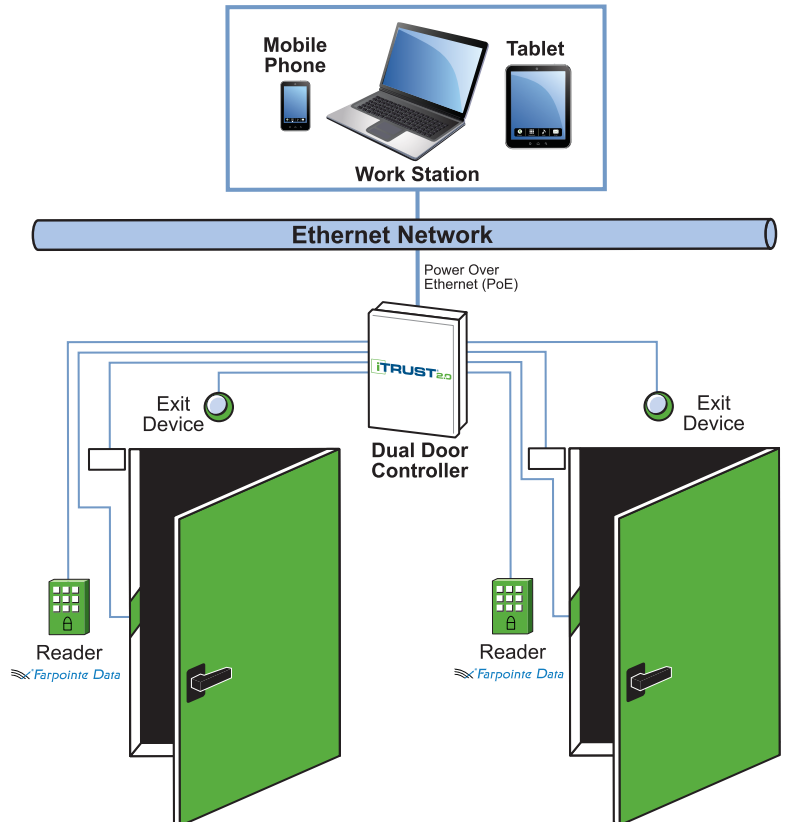 Mobile
Phone
Tablet
Work Station
Ethernet Network
Power Over
Ethernet (PoE)
iTRUST 2.0
Exit
Device
Exit
Device
Dual Door
Controller
Reader
Farpointe Data
Reader
Farpointe Data